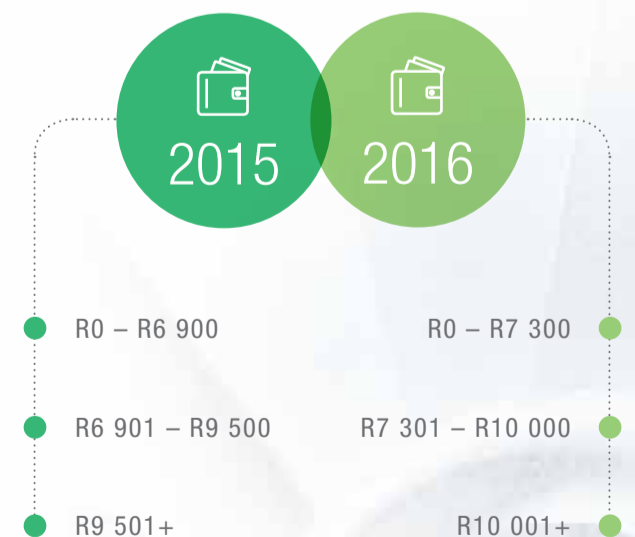 2015 2016
R0 – R6 900 R0 – R7 300
R6 901 – R9 500 R7 301 – R10 000
R9 501+ R10 001+